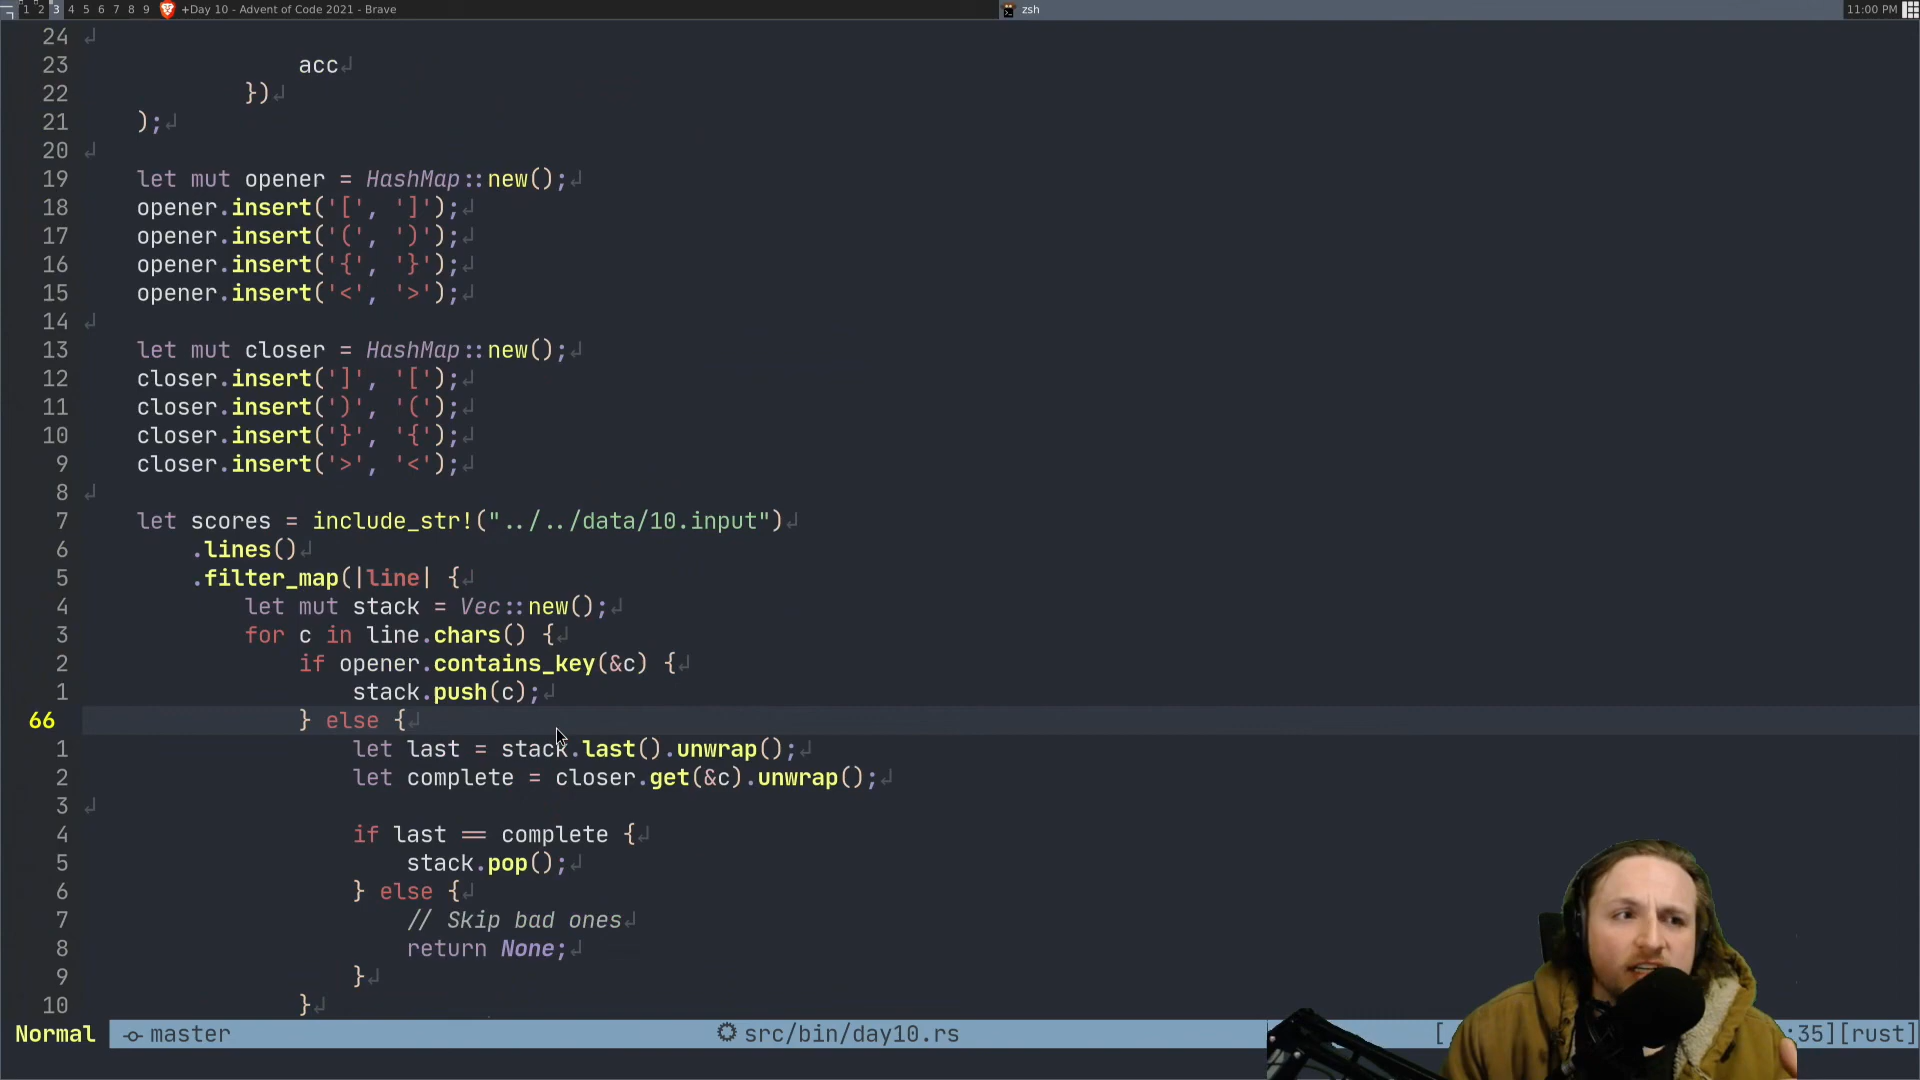 1 2 3 4 5 6 7 8 9 +Day 10 - Advent of Code 2021 - Brave zsh 11:00 PM
24
23 acc
22 })
21 );
20
19 let mut opener = HashMap::new();
18 opener.insert('[', ']');
17 opener.insert('(', ')');
16 opener.insert('{', '}');
15 opener.insert('<', '>');
14
13 let mut closer = HashMap::new();
12 closer.insert(']', '[');
11 closer.insert(')', '(');
10 closer.insert('}', '{');
9 closer.insert('>', '<');
8
7 let scores = include_str!("../../data/10.input")
6 .lines()
5 .filter_map(|line| {
4 let mut stack = Vec::new();
3 for c in line.chars() {
2 if opener.contains_key(&c) {
1 stack.push(c);
66 } else {
1 let last = stack.last().unwrap();
2 let complete = closer.get(&c).unwrap();
3
4 if last == complete {
5 stack.pop();
6 } else {
7 // Skip bad ones
8 return None;
9 }
10 }
Normal master src/bin/day10.rs [ :35][rust]